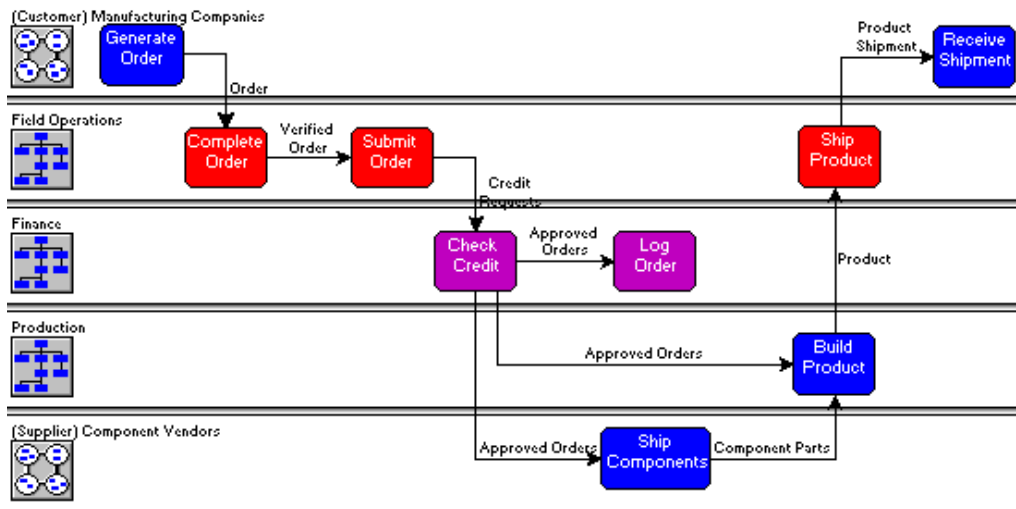 (Customer) Manufacturing Companies
Generate
Order
Product
Shipment
Receive
Shipment
Order
Field Operations
Complete
Order
Verified
Order
Submit
Order
Ship
Product
Credit
Requests
Finance
Check
Credit
Approved
Orders
Log
Order
Product
Production
Approved Orders
Build
Product
(Supplier) Component Vendors
Approved Orders
Ship
Components
Component Parts